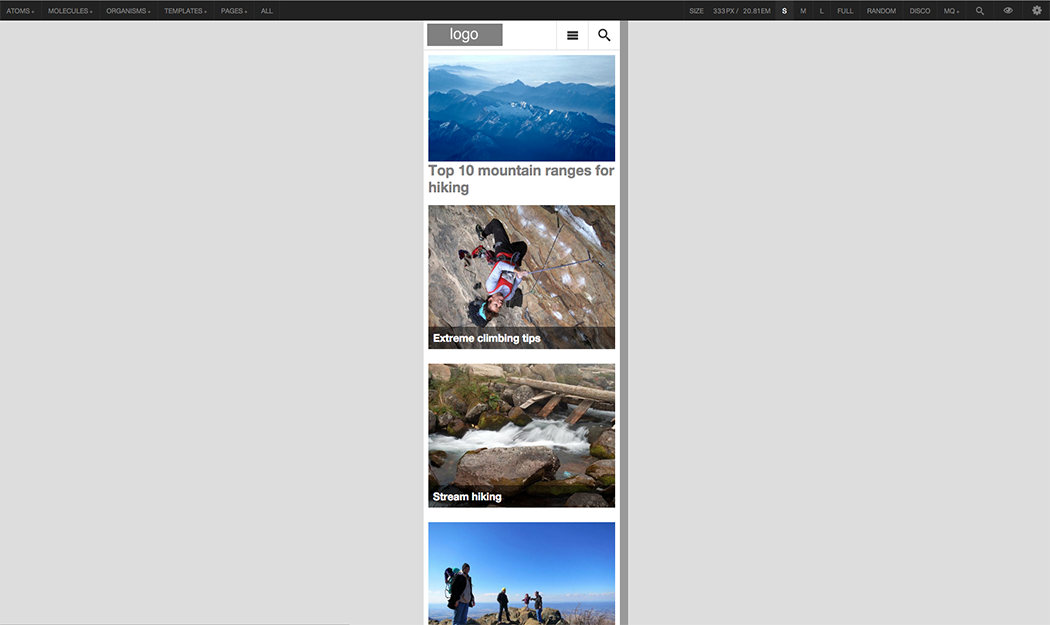 ATOMS MOLECULES ORGANISMS TEMPLATES PAGES ALL SIZE 333PX / 20.81EM S M L FULL RANDOM DISCO MQ
logo
Top 10 mountain ranges for
hiking
Extreme climbing tips
Stream hiking